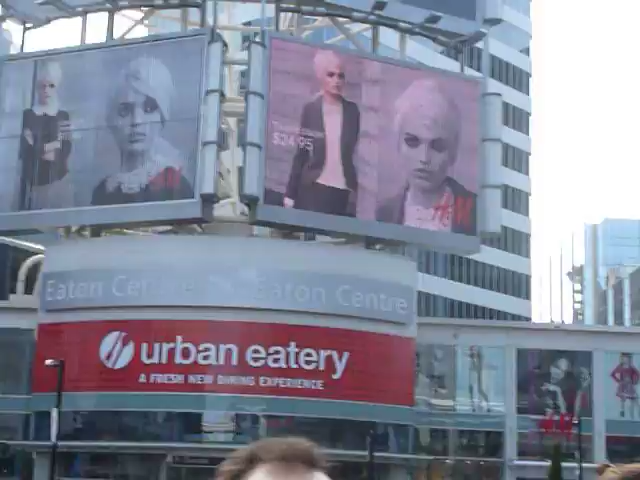 $24.95
H&M
Eaton Centre Eaton Centre
urban eatery
A FRESH NEW DINING EXPERIENCE
H&M